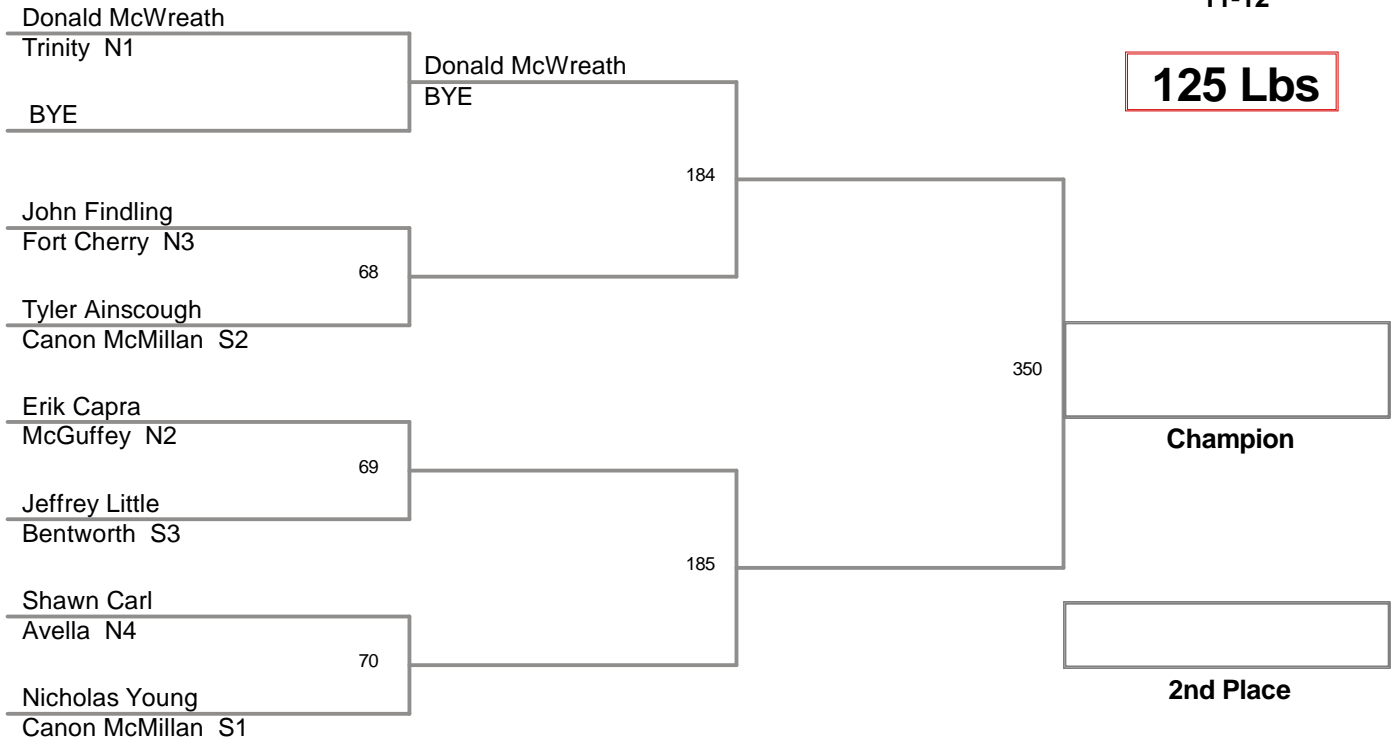 11-12
125 Lbs
Donald McWreath
Trinity  N1
BYE
Donald McWreath
BYE
184
John Findling
Fort Cherry  N3
68
Tyler Ainscough
Canon McMillan  S2
350
Erik Capra
McGuffey  N2
69
Jeffrey Little
Bentworth  S3
185
Shawn Carl
Avella  N4
70
Nicholas Young
Canon McMillan  S1
Champion
2nd Place